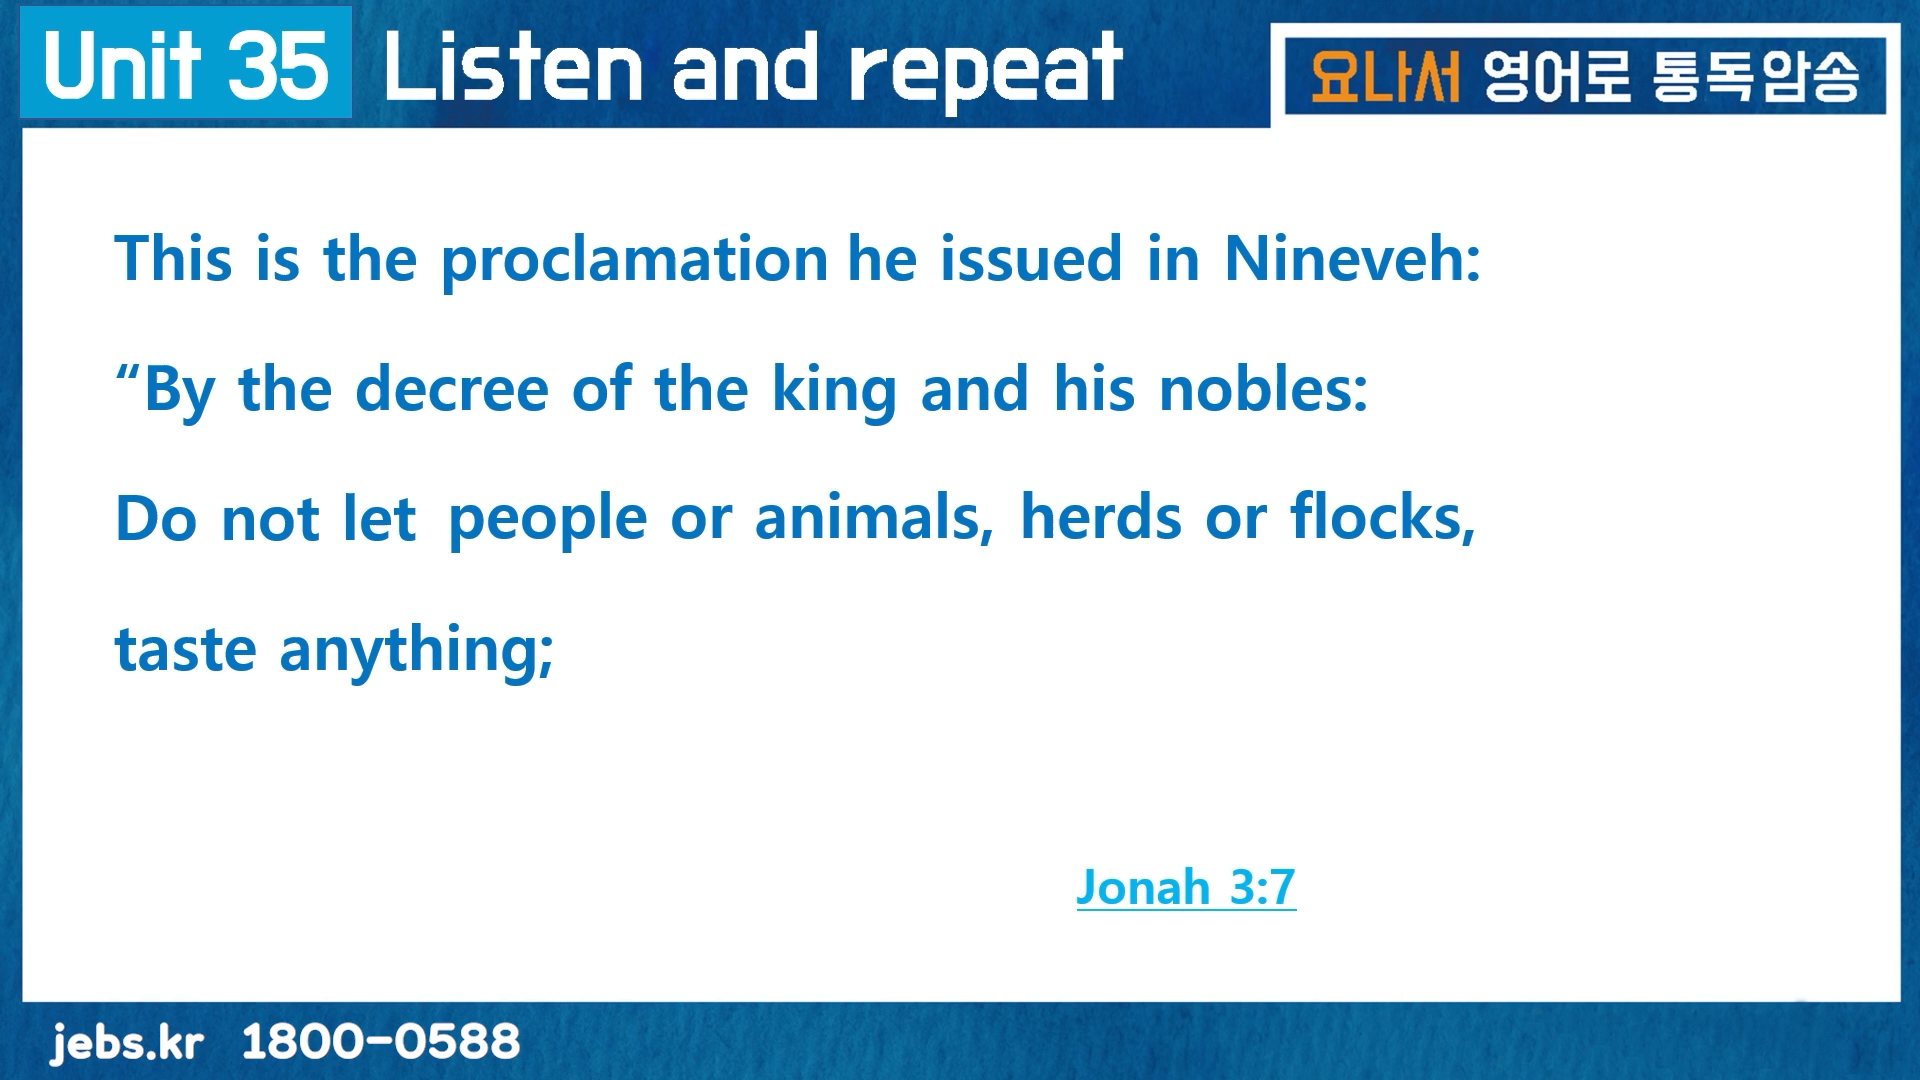 Unit 35 Listen and repeat
요나서 영어로 통독암송
This is the proclamation he issued in Nineveh:
“By the decree of the king and his nobles:
Do not let people or animals, herds or flocks,
taste anything;
Jonah 3:7
jebs.kr 1800-0588